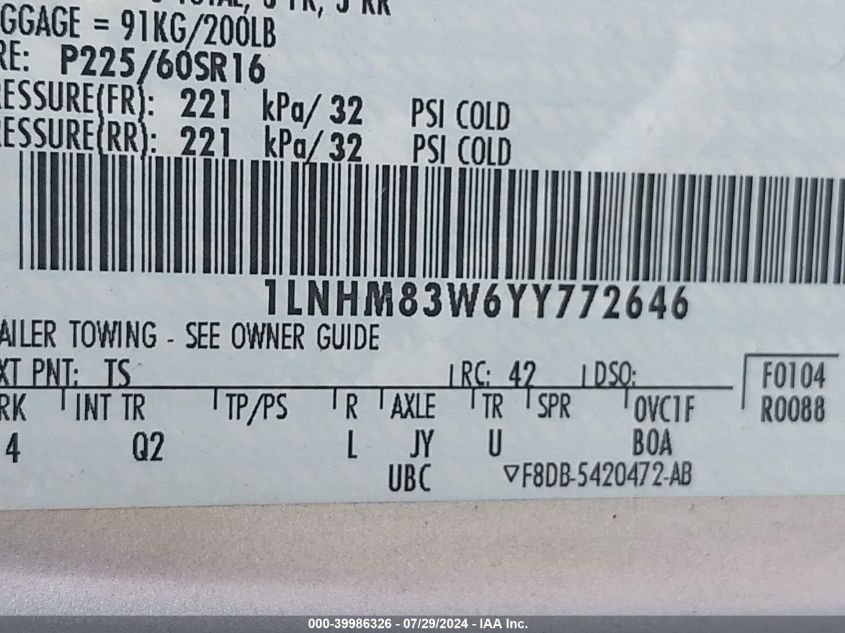 GGAGE = 91KG/200LB
RE: P225/60SR16
ESSURE(FR): 221 kPa/ 32 PSI COLD
ESSURE(RR): 221 kPa/ 32 PSI COLD
1LNHM83W6YY772646
AILER TOWING - SEE OWNER GUIDE
XT PNT: TS RC: 42 DSO: F0104
RK INT TR TP/PS R AXLE TR SPR OVC1F R0088
4 Q2 L JY U BOA
UBC ▽F8DB-5420472-AB
000-39986326 - 07/29/2024 - IAA Inc.